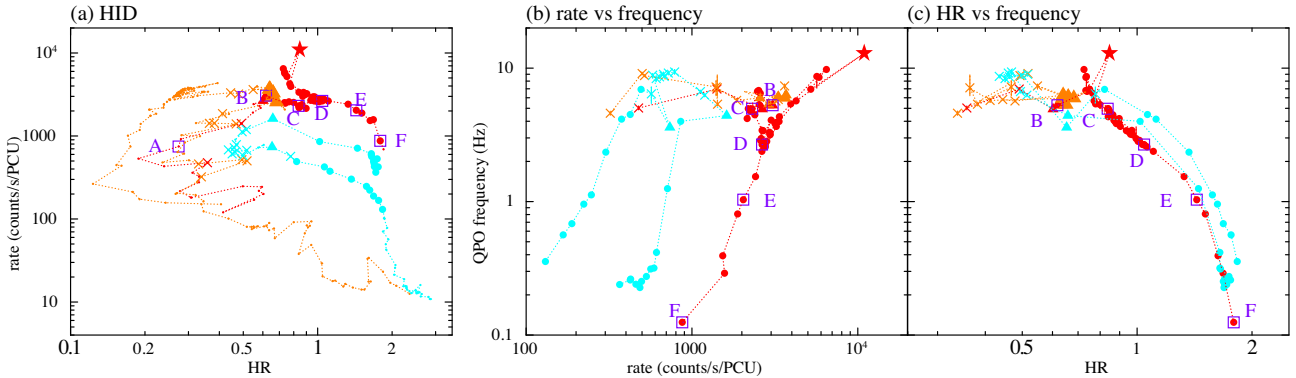 (a) HID
(b) rate vs frequency
(c) HR vs frequency
10⁴
1000
100
10
rate (counts/s/PCU)
0.1
0.2
0.5
1
2
HR
A
B
C
D
E
F
10
1
0.1
QPO frequency (Hz)
100
1000
10⁴
rate (counts/s/PCU)
B
C
D
E
F
0.5
1
2
HR
B
C
D
E
F